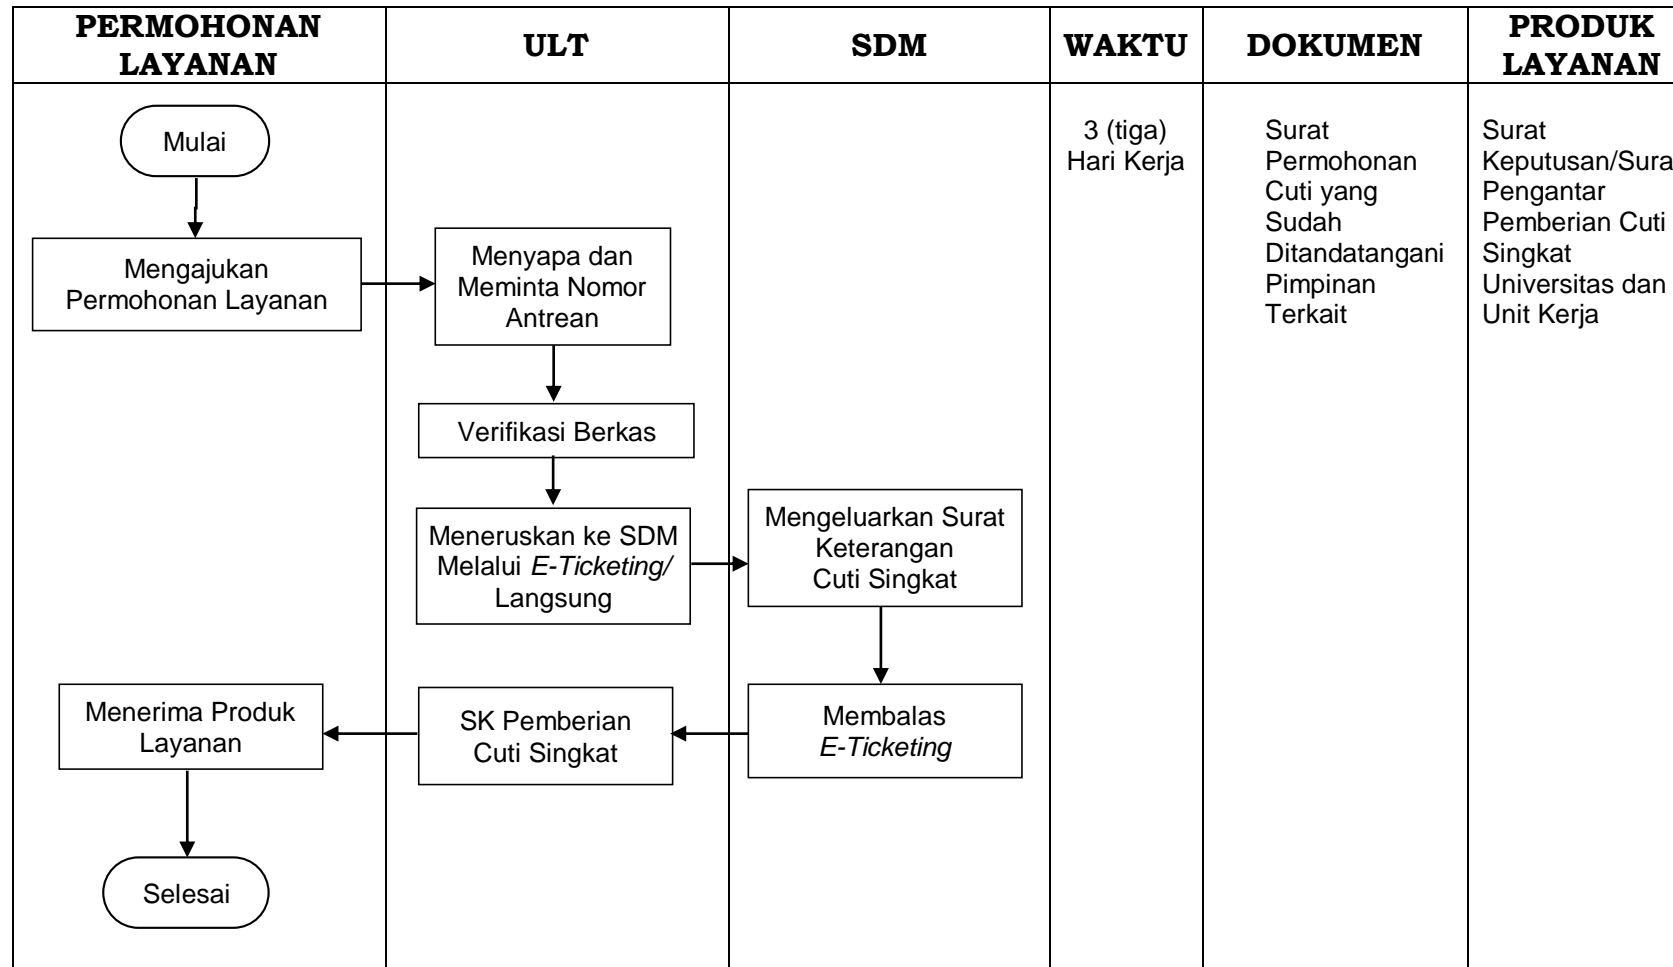 PERMOHONAN
LAYANAN
ULT
SDM
WAKTU
DOKUMEN
PRODUK
LAYANAN
Mulai
Mengajukan
Permohonan Layanan
Menyapa dan
Meminta Nomor
Antrean
Verifikasi Berkas
Meneruskan ke SDM
Melalui E-Ticketing/
Langsung
Mengeluarkan Surat
Keterangan
Cuti Singkat
Membalas
E-Ticketing
SK Pemberian
Cuti Singkat
Menerima Produk
Layanan
Selesai
3 (tiga)
Hari Kerja
Surat
Permohonan
Cuti yang
Sudah
Ditandatangani
Pimpinan
Terkait
Surat
Keputusan/Sura
Pengantar
Pemberian Cuti
Singkat
Universitas dan
Unit Kerja